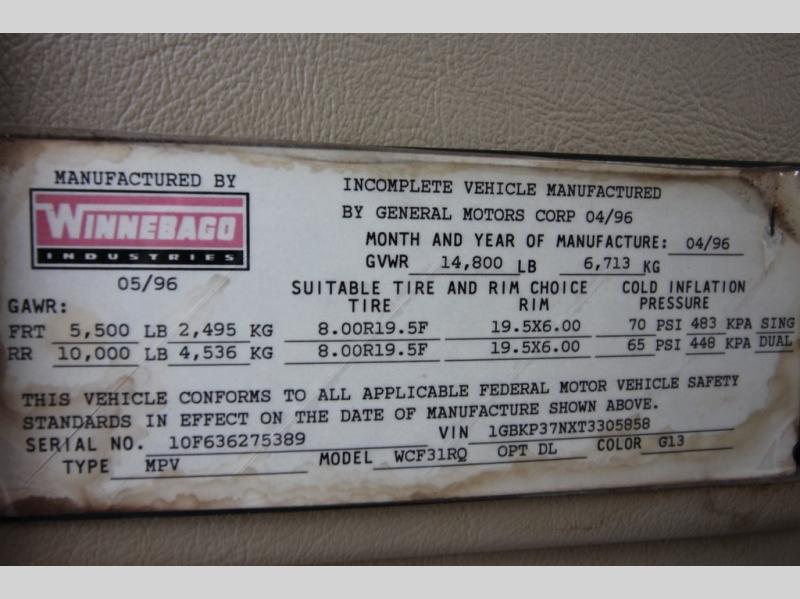 MANUFACTURED BY
WINNEBAGO
INDUSTRIES
05/96
INCOMPLETE VEHICLE MANUFACTURED
BY GENERAL MOTORS CORP 04/96
MONTH AND YEAR OF MANUFACTURE: 04/96
GVWR 14,800 LB 6,713 KG
SUITABLE TIRE AND RIM CHOICE COLD INFLATION
GAWR: TIRE RIM PRESSURE
FRT 5,500 LB 2,495 KG 8.00R19.5F 19.5X6.00 70 PSI 483 KPA SING
RR 10,000 LB 4,536 KG 8.00R19.5F 19.5X6.00 65 PSI 448 KPA DUAL
THIS VEHICLE CONFORMS TO ALL APPLICABLE FEDERAL MOTOR VEHICLE SAFETY
STANDARDS IN EFFECT ON THE DATE OF MANUFACTURE SHOWN ABOVE.
SERIAL NO. 10F636275389 VIN 1GBKP37NXT3305858
TYPE MPV MODEL WCF31RQ OPT DL COLOR G13